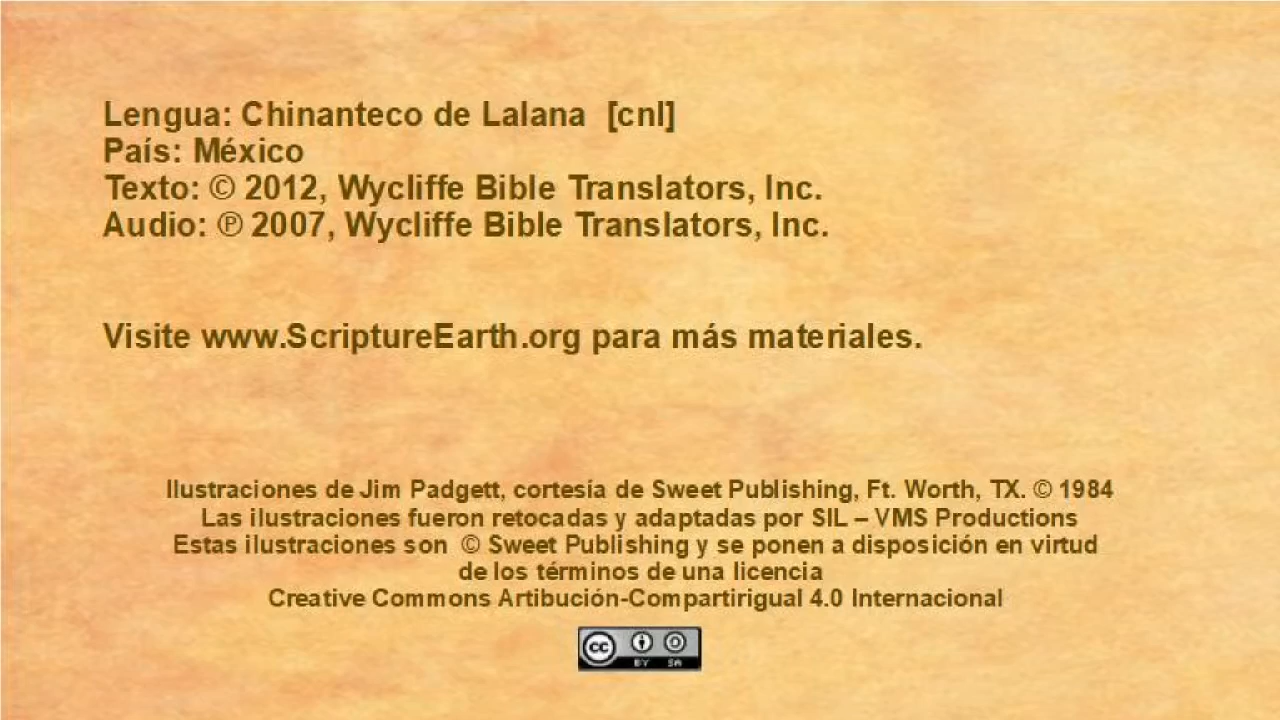 Lengua: Chinanteco de Lalana [cnl]
País: México
Texto: © 2012, Wycliffe Bible Translators, Inc.
Audio: ℗ 2007, Wycliffe Bible Translators, Inc.
Visite www.ScriptureEarth.org para más materiales.
Ilustraciones de Jim Padgett, cortesía de Sweet Publishing, Ft. Worth, TX. © 1984
Las ilustraciones fueron retocadas y adaptadas por SIL – VMS Productions
Estas ilustraciones son © Sweet Publishing y se ponen a disposición en virtud
de los términos de una licencia
Creative Commons Artibución-Compartirigual 4.0 Internacional
cc BY SA